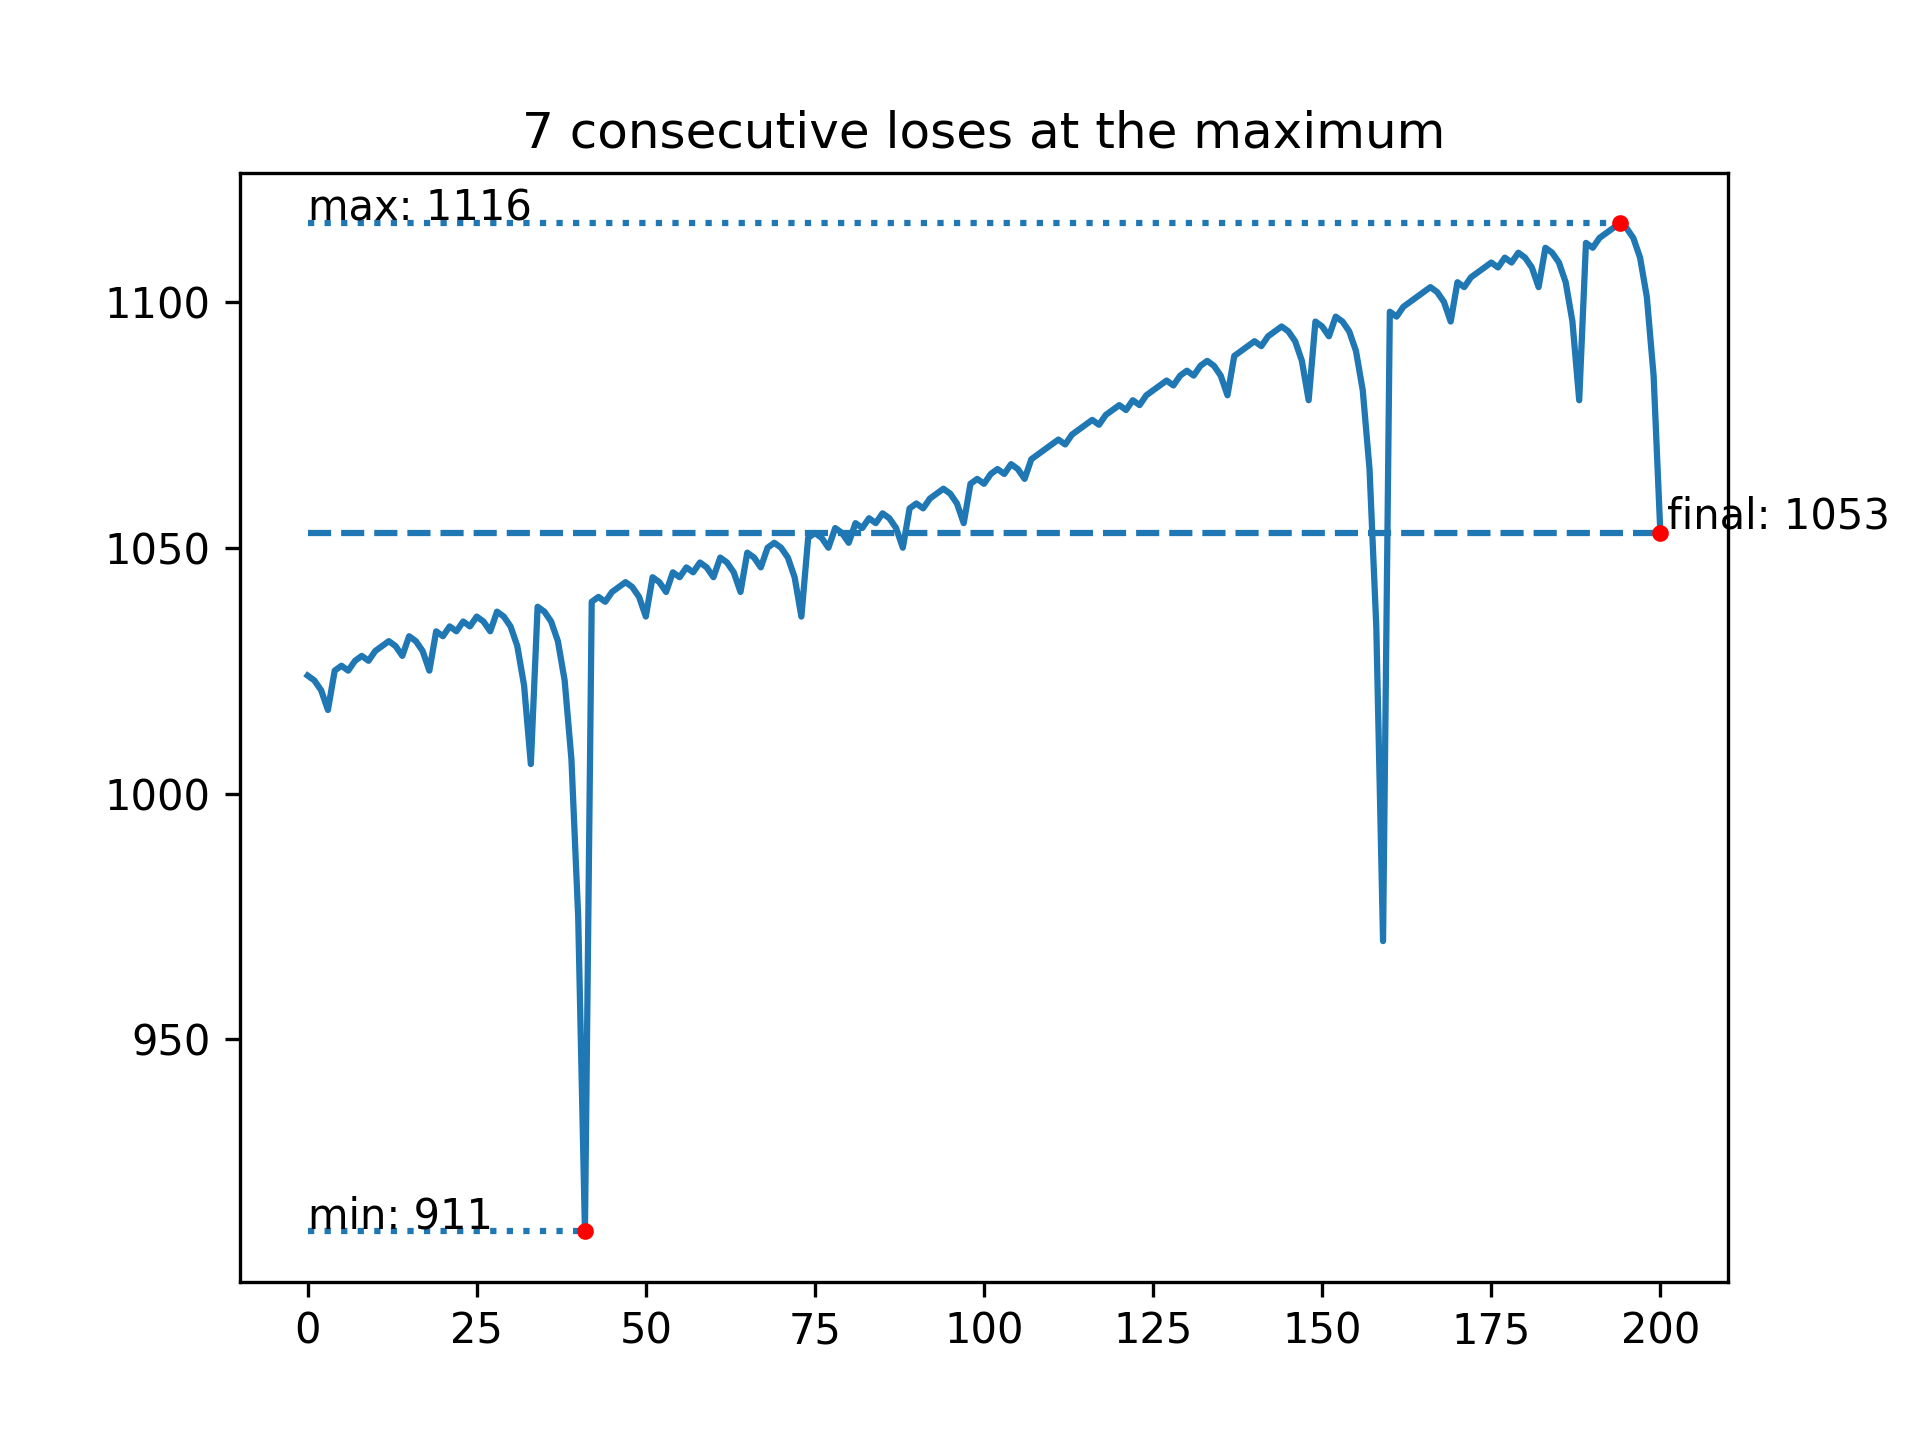 7 consecutive loses at the maximum
max: 1116
1100
final: 1053
1050
1000
950
min: 911
0 25 50 75 100 125 150 175 200